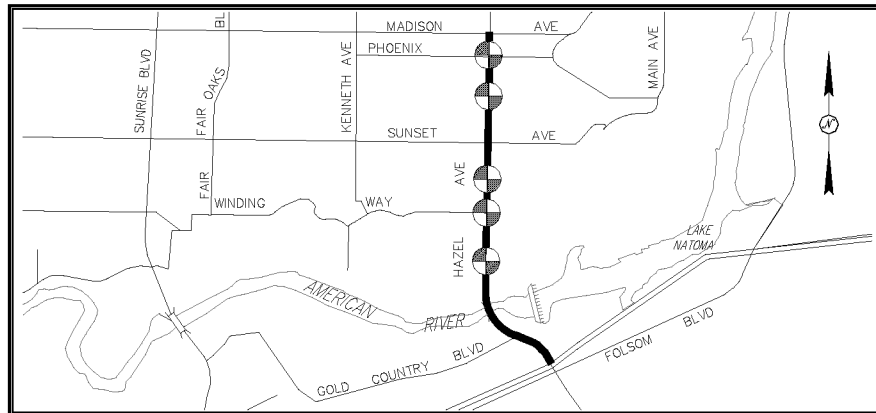 MADISON AVE
BL
PHOENIX
SUNRISE BLVD
FAIR OAKS
KENNETH AVE
MAIN AVE
N
SUNSET AVE
FAIR
AVE
WINDING WAY
HAZEL
LAKE
NATOMA
AMERICAN
RIVER
GOLD COUNTRY BLVD
FOLSOM BLVD